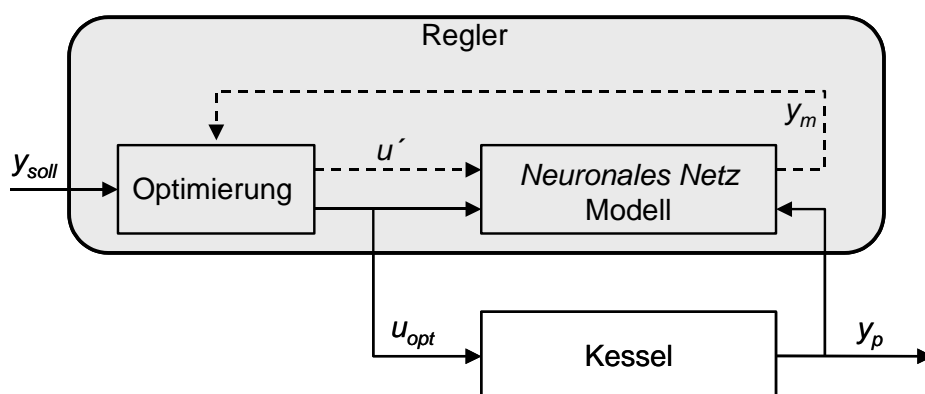 Regler
y_m
y_soll
u´
Optimierung
Neuronales Netz
Modell
u_opt
Kessel
y_p